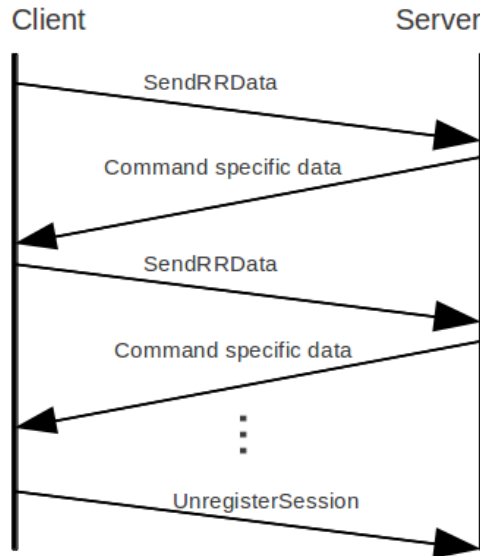 Client
Server
SendRRData
Command specific data
SendRRData
Command specific data
UnregisterSession